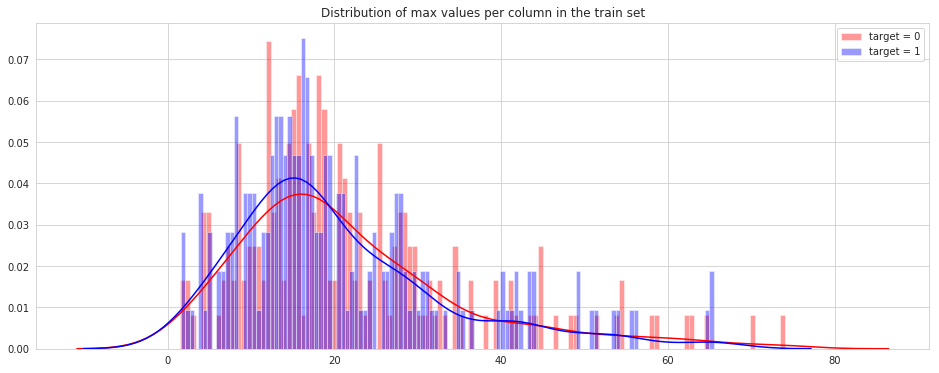 Distribution of max values per column in the train set
target = 0
target = 1
0.07
0.06
0.05
0.04
0.03
0.02
0.01
0.00
0 20 40 60 80